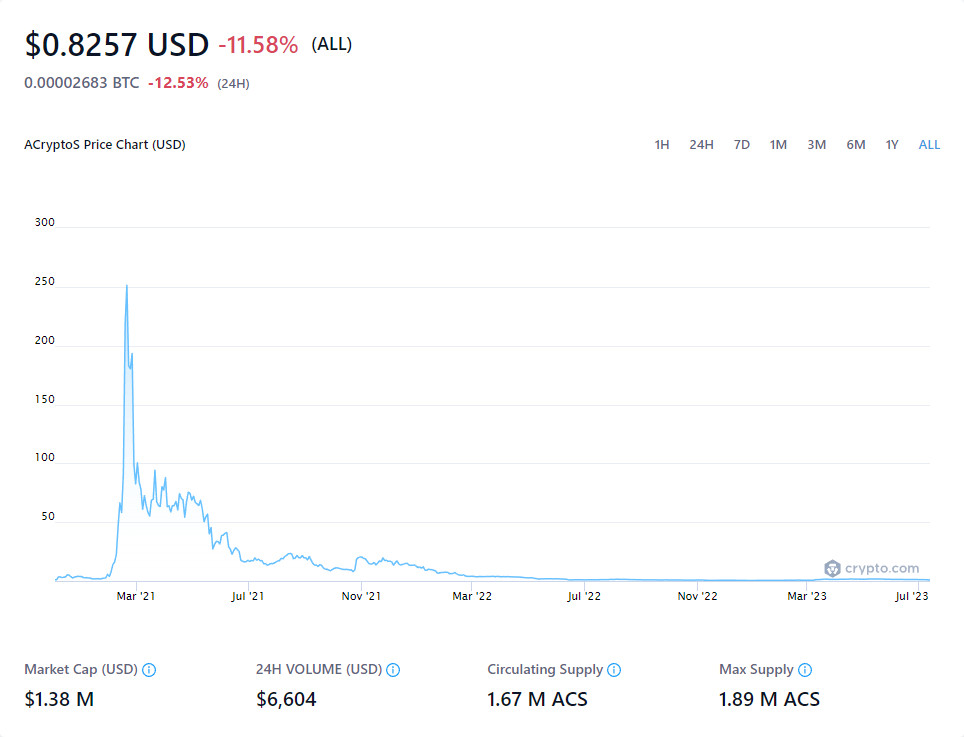 $0.8257 USD -11.58% (ALL)
0.00002683 BTC -12.53% (24H)
ACryptoS Price Chart (USD) 1H 24H 7D 1M 3M 6M 1Y ALL
300
250
200
150
100
50
crypto.com
Mar '21 Jul '21 Nov '21 Mar '22 Jul '22 Nov '22 Mar '23 Jul '23
Market Cap (USD) 24H VOLUME (USD) Circulating Supply Max Supply
$1.38 M $6,604 1.67 M ACS 1.89 M ACS